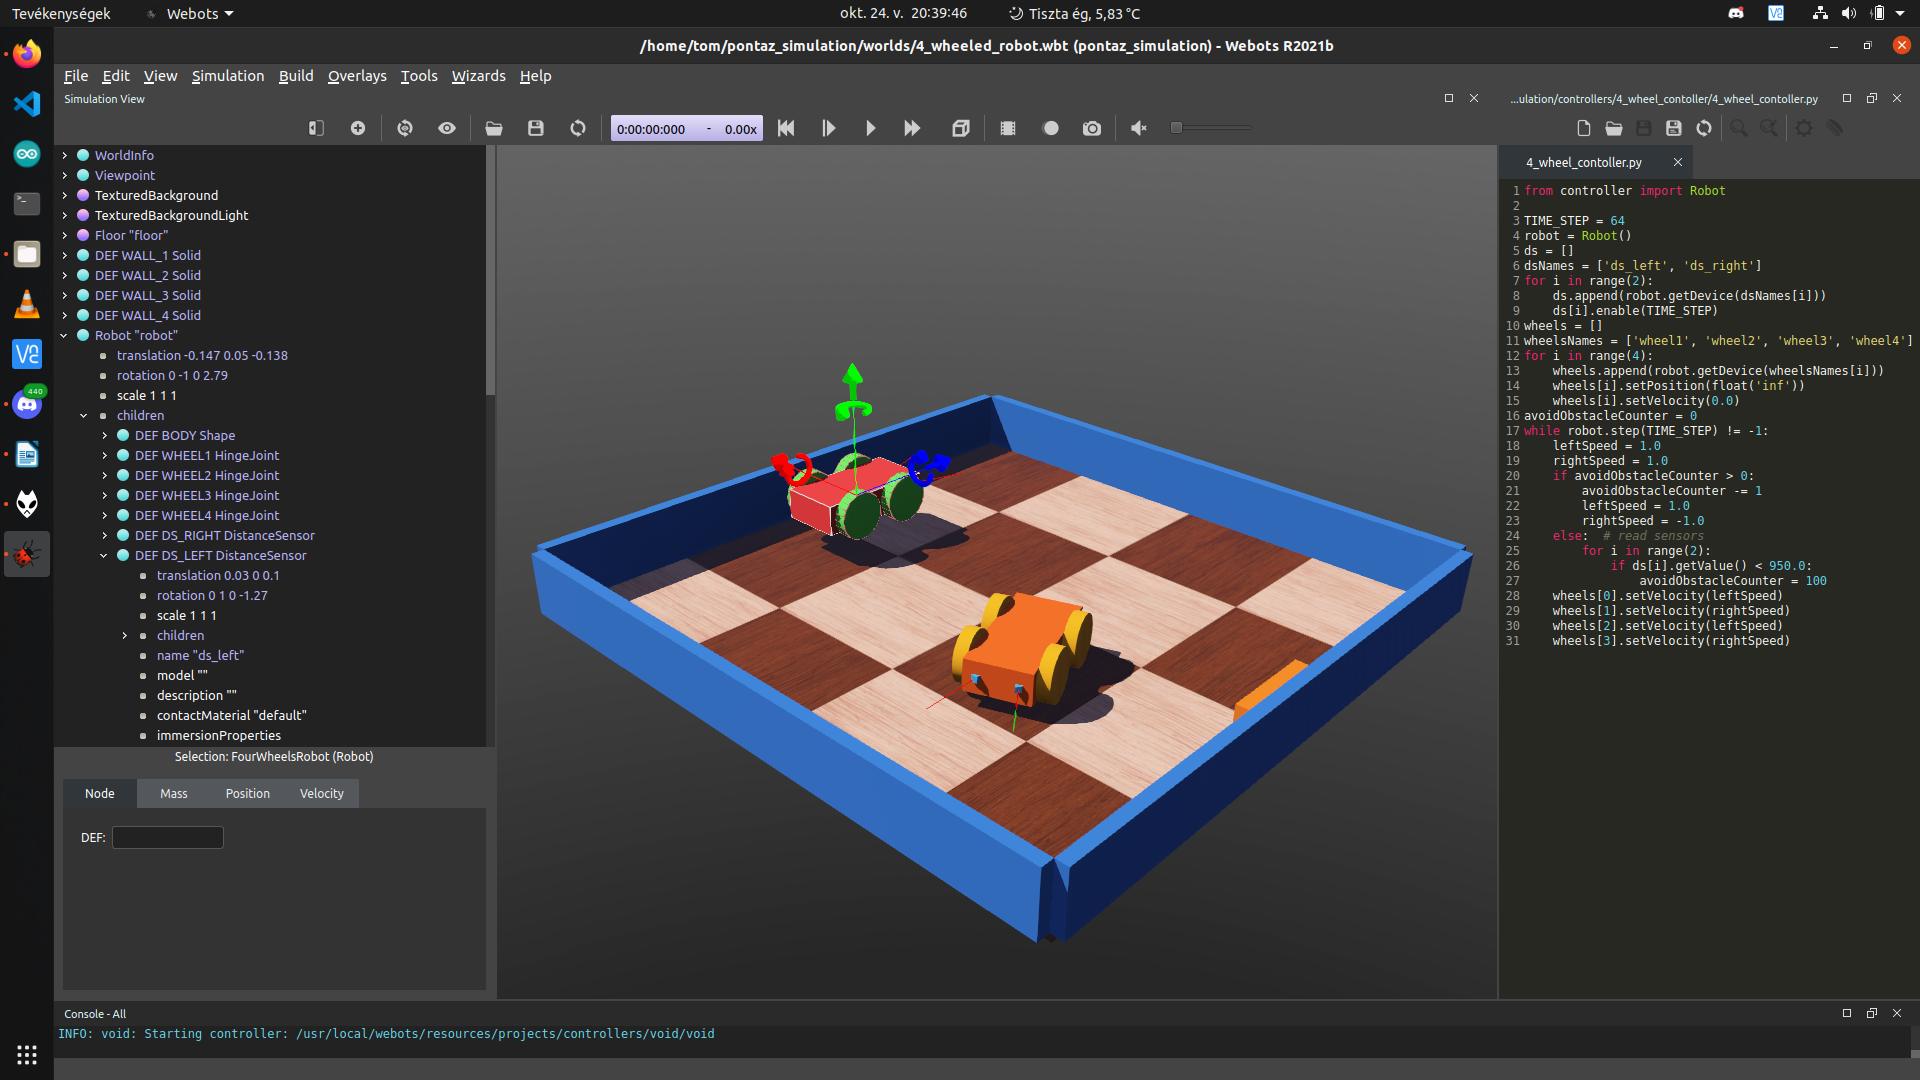 Tevékenységek
Webots
okt. 24. v. 20:39:46
Tiszta ég, 5,83 °C
/home/tom/pontaz_simulation/worlds/4_wheeled_robot.wbt (pontaz_simulation) - Webots R2021b
File Edit View Simulation Build Overlays Tools Wizards Help
Simulation View
...ulation/controllers/4_wheel_contoller/4_wheel_contoller.py
0:00:00:000 - 0.00x
WorldInfo
Viewpoint
TexturedBackground
TexturedBackgroundLight
Floor "floor"
DEF WALL_1 Solid
DEF WALL_2 Solid
DEF WALL_3 Solid
DEF WALL_4 Solid
Robot "robot"
translation -0.147 0.05 -0.138
rotation 0 -1 0 2.79
scale 1 1 1
children
DEF BODY Shape
DEF WHEEL1 HingeJoint
DEF WHEEL2 HingeJoint
DEF WHEEL3 HingeJoint
DEF WHEEL4 HingeJoint
DEF DS_RIGHT DistanceSensor
DEF DS_LEFT DistanceSensor
translation 0.03 0 0.1
rotation 0 1 0 -1.27
scale 1 1 1
children
name "ds_left"
model ""
description ""
contactMaterial "default"
immersionProperties
Selection: FourWheelsRobot (Robot)
Node Mass Position Velocity
DEF:
440
4_wheel_contoller.py
1 from controller import Robot
2
3 TIME_STEP = 64
4 robot = Robot()
5 ds = []
6 dsNames = ['ds_left', 'ds_right']
7 for i in range(2):
8     ds.append(robot.getDevice(dsNames[i]))
9     ds[i].enable(TIME_STEP)
10 wheels = []
11 wheelsNames = ['wheel1', 'wheel2', 'wheel3', 'wheel4']
12 for i in range(4):
13     wheels.append(robot.getDevice(wheelsNames[i]))
14     wheels[i].setPosition(float('inf'))
15     wheels[i].setVelocity(0.0)
16 avoidObstacleCounter = 0
17 while robot.step(TIME_STEP) != -1:
18     leftSpeed = 1.0
19     rightSpeed = 1.0
20     if avoidObstacleCounter > 0:
21         avoidObstacleCounter -= 1
22         leftSpeed = 1.0
23         rightSpeed = -1.0
24     else:  # read sensors
25         for i in range(2):
26             if ds[i].getValue() < 950.0:
27                 avoidObstacleCounter = 100
28     wheels[0].setVelocity(leftSpeed)
29     wheels[1].setVelocity(rightSpeed)
30     wheels[2].setVelocity(leftSpeed)
31     wheels[3].setVelocity(rightSpeed)
Console - All
INFO: void: Starting controller: /usr/local/webots/resources/projects/controllers/void/void